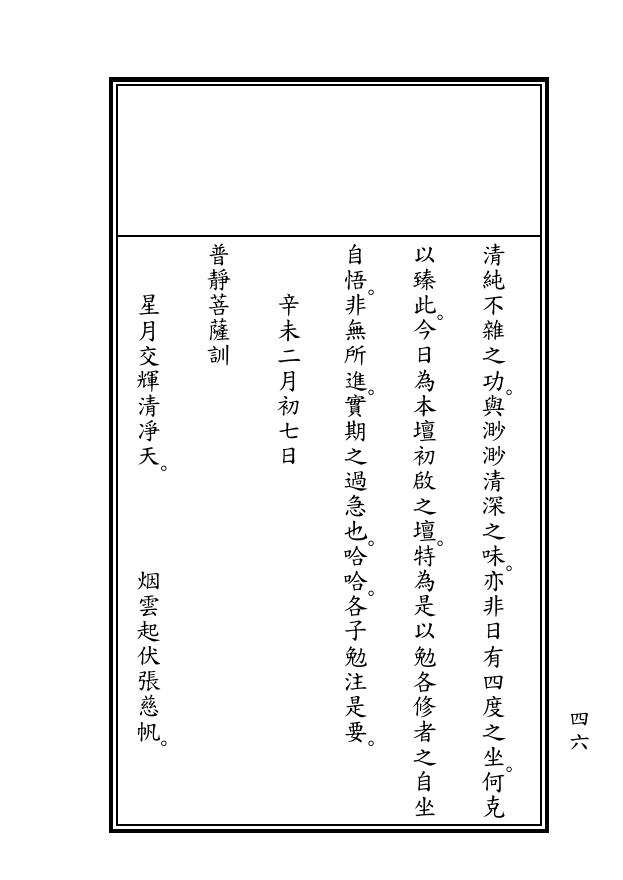 清純不雜之功。與渺渺清深之味。亦非日有四度之坐。何克
以臻此。今日為本壇初啟之壇。特為是以勉各修者之自坐
自悟。非無所進。實期之過急也。哈哈。各子勉注是要。
辛未二月初七日
普靜菩薩訓
星月交輝清凈天。　　　　烟雲起伏張慈帆。
四六